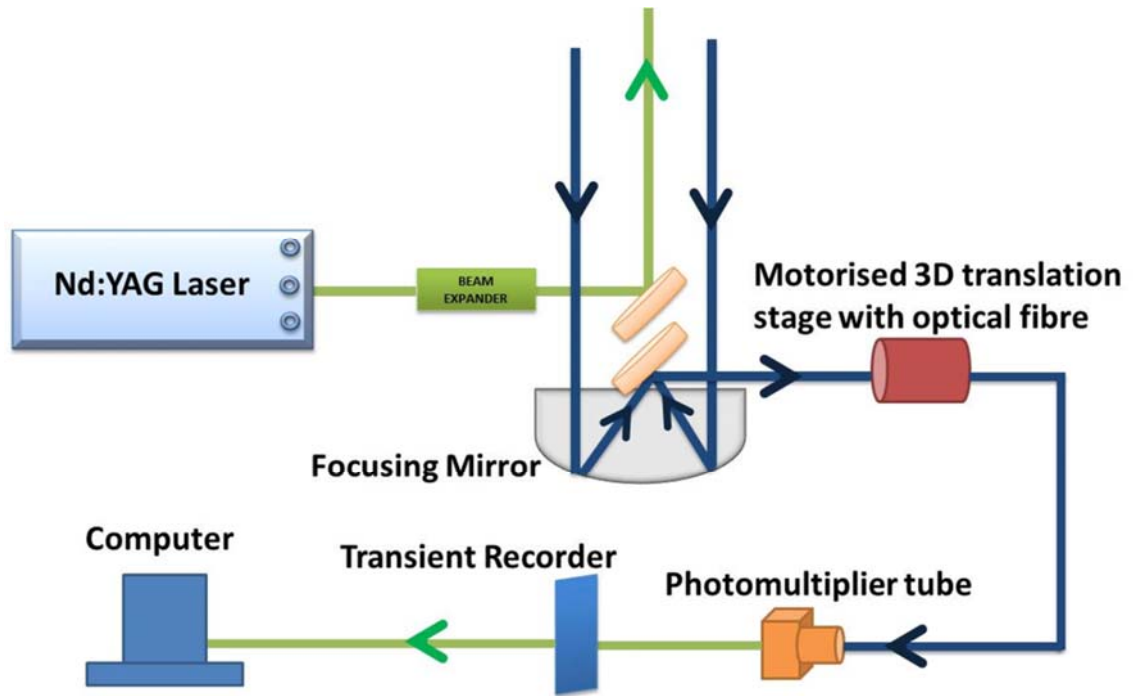 Nd:YAG Laser
BEAM
EXPANDER
Motorised 3D translation
stage with optical fibre
Focusing Mirror
Computer
Transient Recorder
Photomultiplier tube